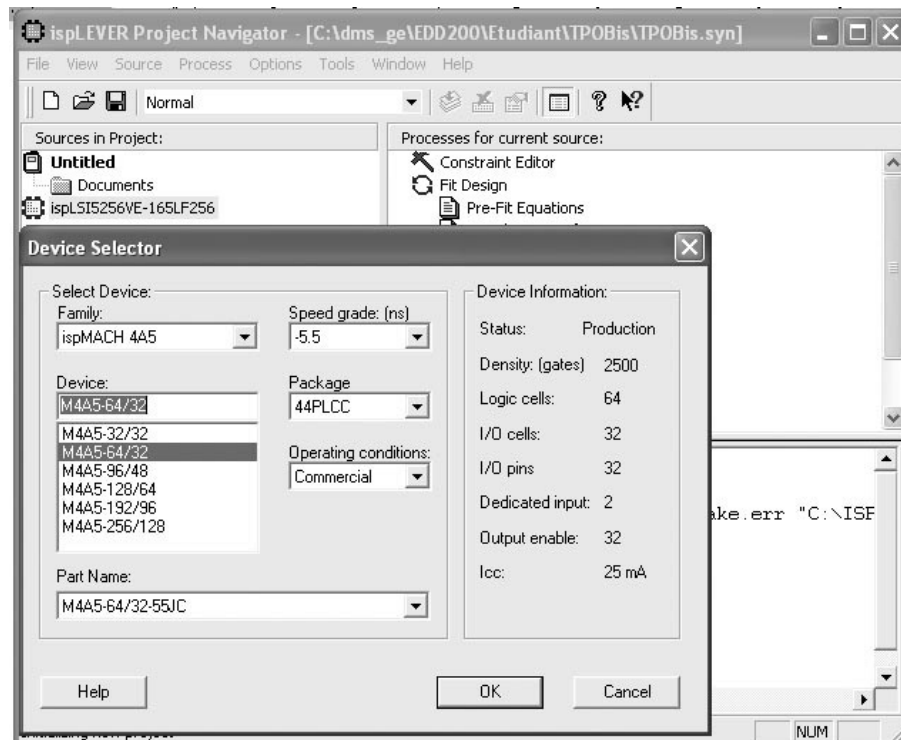 ispLEVER Project Navigator - [C:\dms_ge\EDD200\Etudiant\TPOBis\TPOBis.syn]
File View Source Process Options Tools Window Help
Normal
Sources in Project:
Processes for current source:
Untitled
Constraint Editor
Documents
Fit Design
ispLSI5256VE-165LF256
Pre-Fit Equations
Device Selector
Select Device:
Family:
ispMACH 4A5
Speed grade: (ns)
-5.5
Device:
M4A5-64/32
M4A5-32/32
M4A5-64/32
M4A5-96/48
M4A5-128/64
M4A5-192/96
M4A5-256/128
Package
44PLCC
Operating conditions:
Commercial
Part Name:
M4A5-64/32-55JC
Device Information:
Status: Production
Density: (gates) 2500
Logic cells: 64
I/O cells: 32
I/O pins 32
Dedicated input: 2
Output enable: 32
Icc: 25 mA
Help
OK
Cancel
ake.err "C:\ISP
NUM